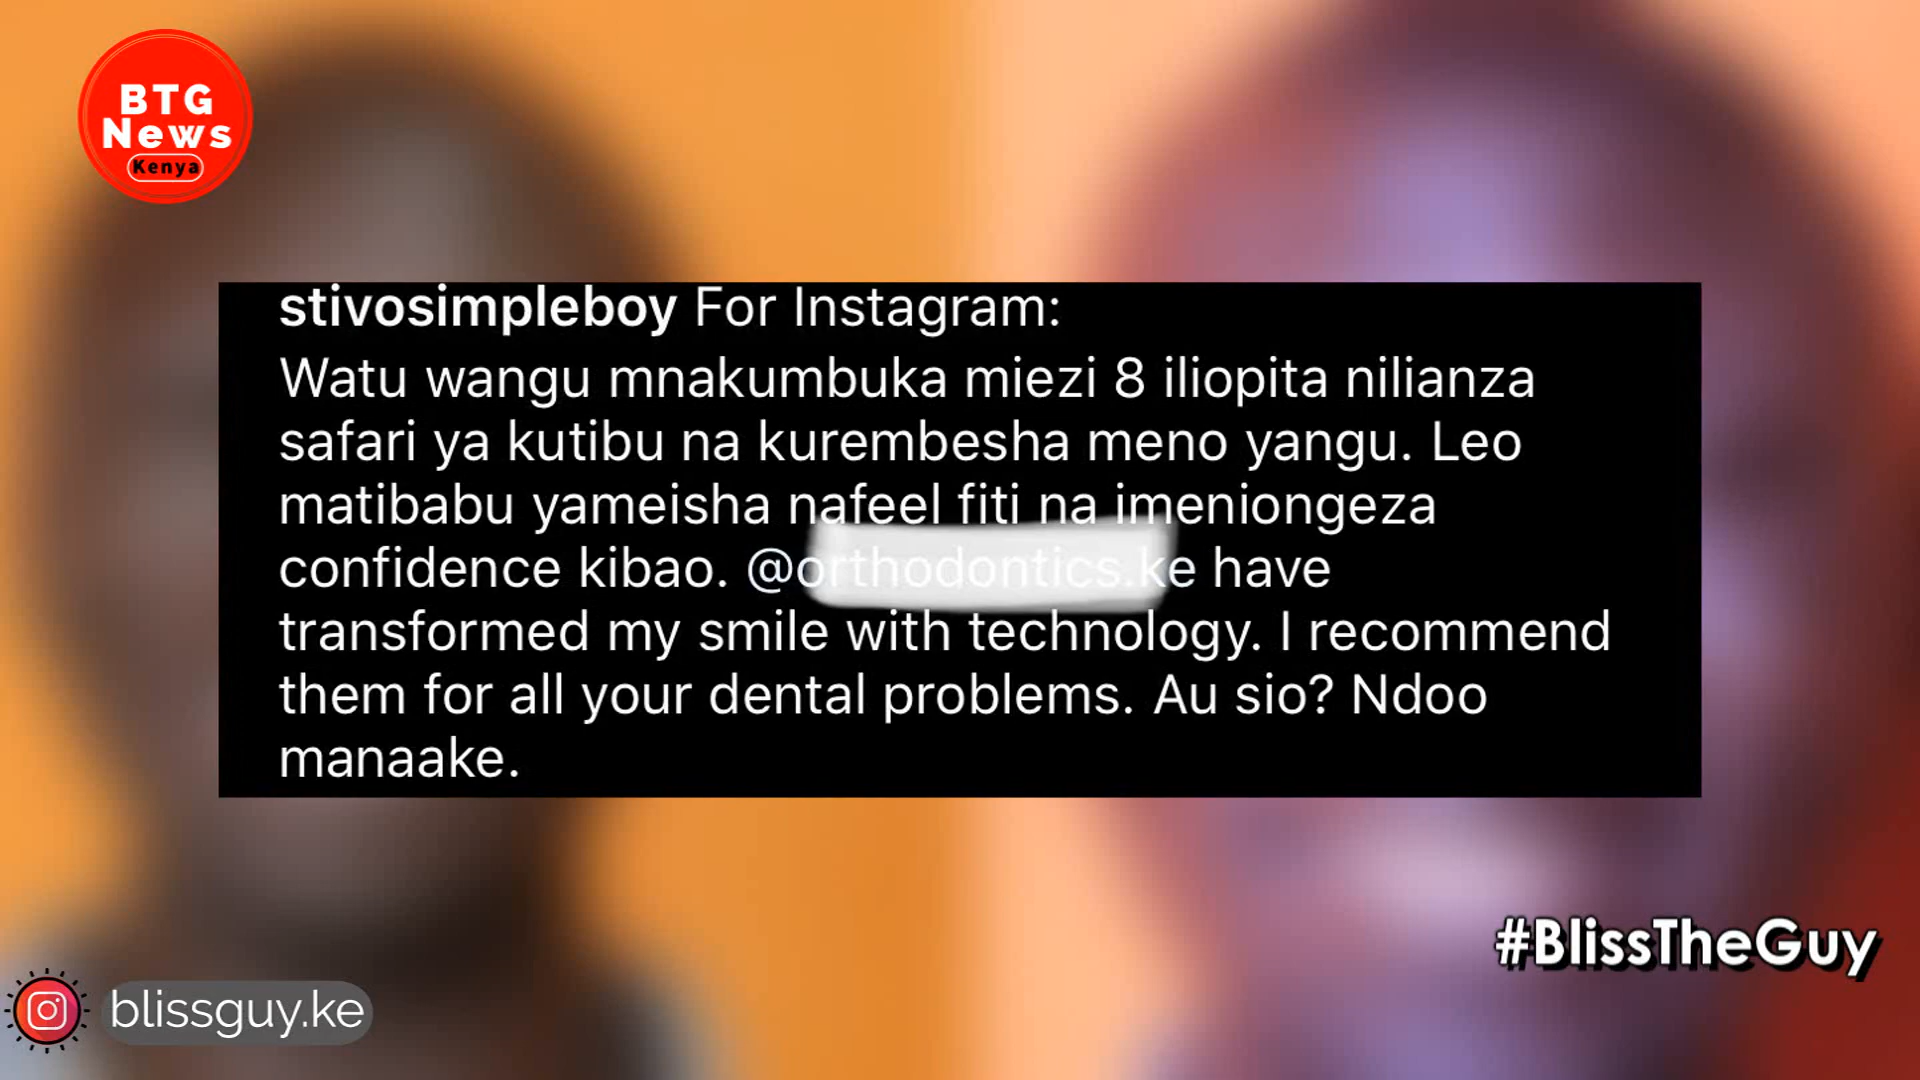 BTG
News
Kenya
stivosimpleboy For Instagram:
Watu wangu mnakumbuka miezi 8 iliopita nilianza
safari ya kutibu na kurembesha meno yangu. Leo
matibabu yameisha nafeel fiti na imeniongeza
confidence kibao. @orthodontics.ke have
transformed my smile with technology. I recommend
them for all your dental problems. Au sio? Ndoo
manaake.
#BlissTheGuy
blissguy.ke